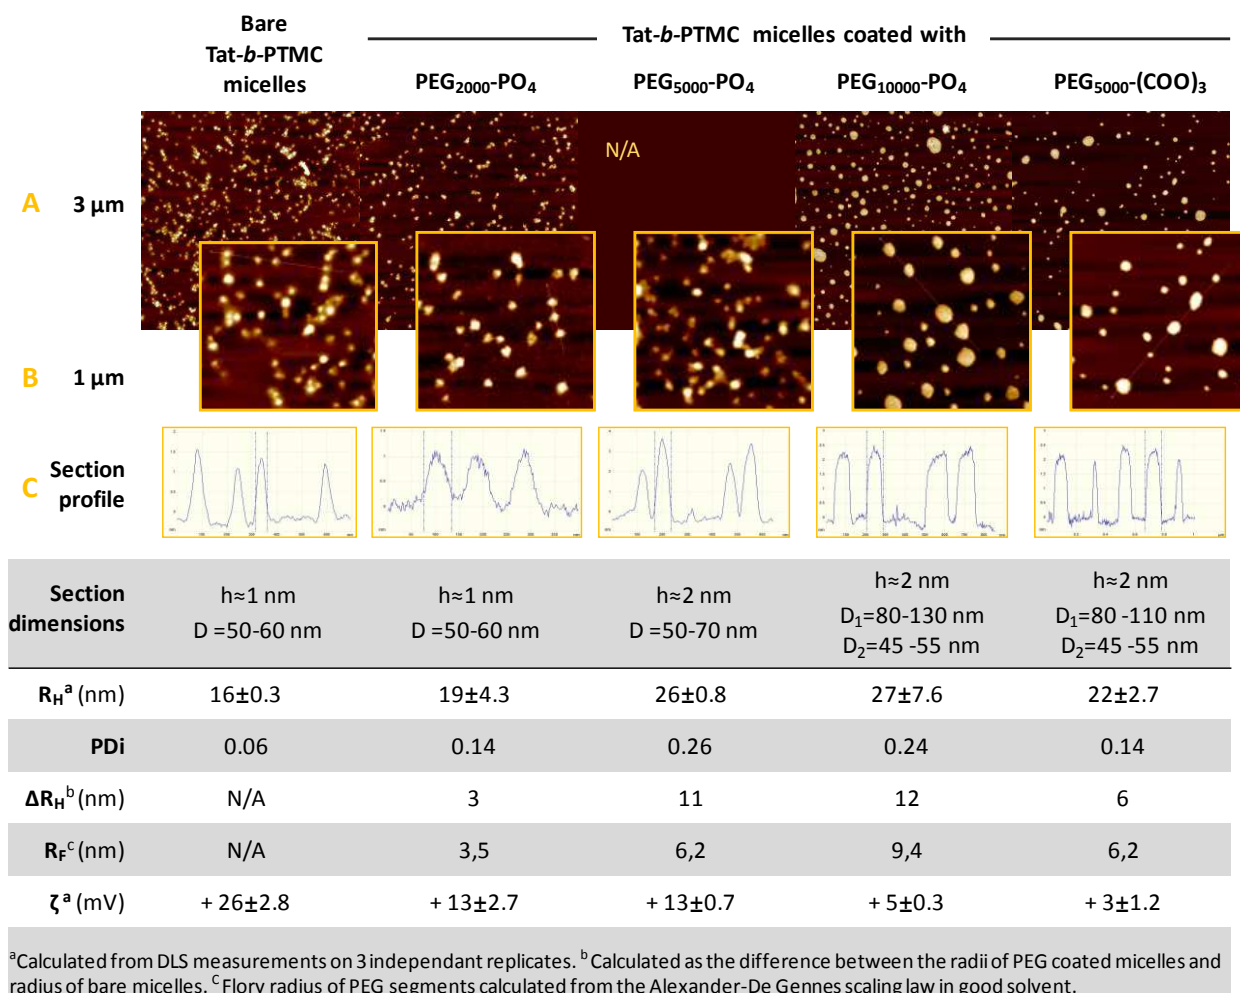 Bare
Tat-b-PTMC
micelles
Tat-b-PTMC micelles coated with
PEG2000-PO4
PEG5000-PO4
PEG10000-PO4
PEG5000-(COO)3
N/A
A 3 µm
B 1 µm
C Section
profile
Section
dimensions
h≈1 nm
D =50-60 nm
h≈1 nm
D =50-60 nm
h≈2 nm
D =50-70 nm
h≈2 nm
D1=80-130 nm
D2=45 -55 nm
h≈2 nm
D1=80 -110 nm
D2=45 -55 nm
RHa (nm) 16±0.3 19±4.3 26±0.8 27±7.6 22±2.7
PDi 0.06 0.14 0.26 0.24 0.14
ΔRHb (nm) N/A 3 11 12 6
RFc (nm) N/A 3,5 6,2 9,4 6,2
ζa (mV) + 26±2.8 + 13±2.7 + 13±0.7 + 5±0.3 + 3±1.2
aCalculated from DLS measurements on 3 independant replicates. b Calculated as the difference between the radii of PEG coated micelles and
radius of bare micelles. C Flory radius of PEG segments calculated from the Alexander-De Gennes scaling law in good solvent.